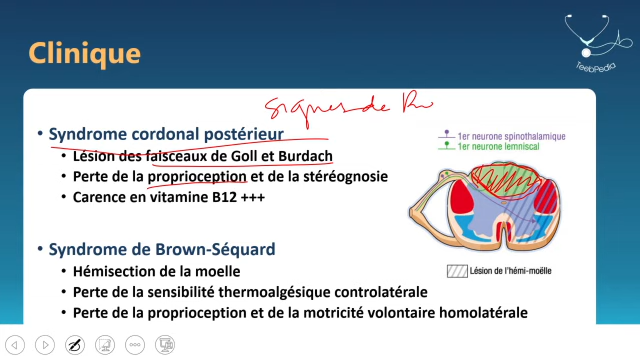 Clinique
TeebPedia
signes de
• Syndrome cordonal postérieur
• Lésion des faisceaux de Goll et Burdach
• Perte de la proprioception et de la stéréognosie
• Carence en vitamine B12 +++
1er neurone spinothalamique
1er neurone lemniscal
Lésion de l'hémi-moëlle
• Syndrome de Brown-Séquard
• Hémisection de la moelle
• Perte de la sensibilité thermoalgésique controlatérale
• Perte de la proprioception et de la motricité volontaire homolatérale